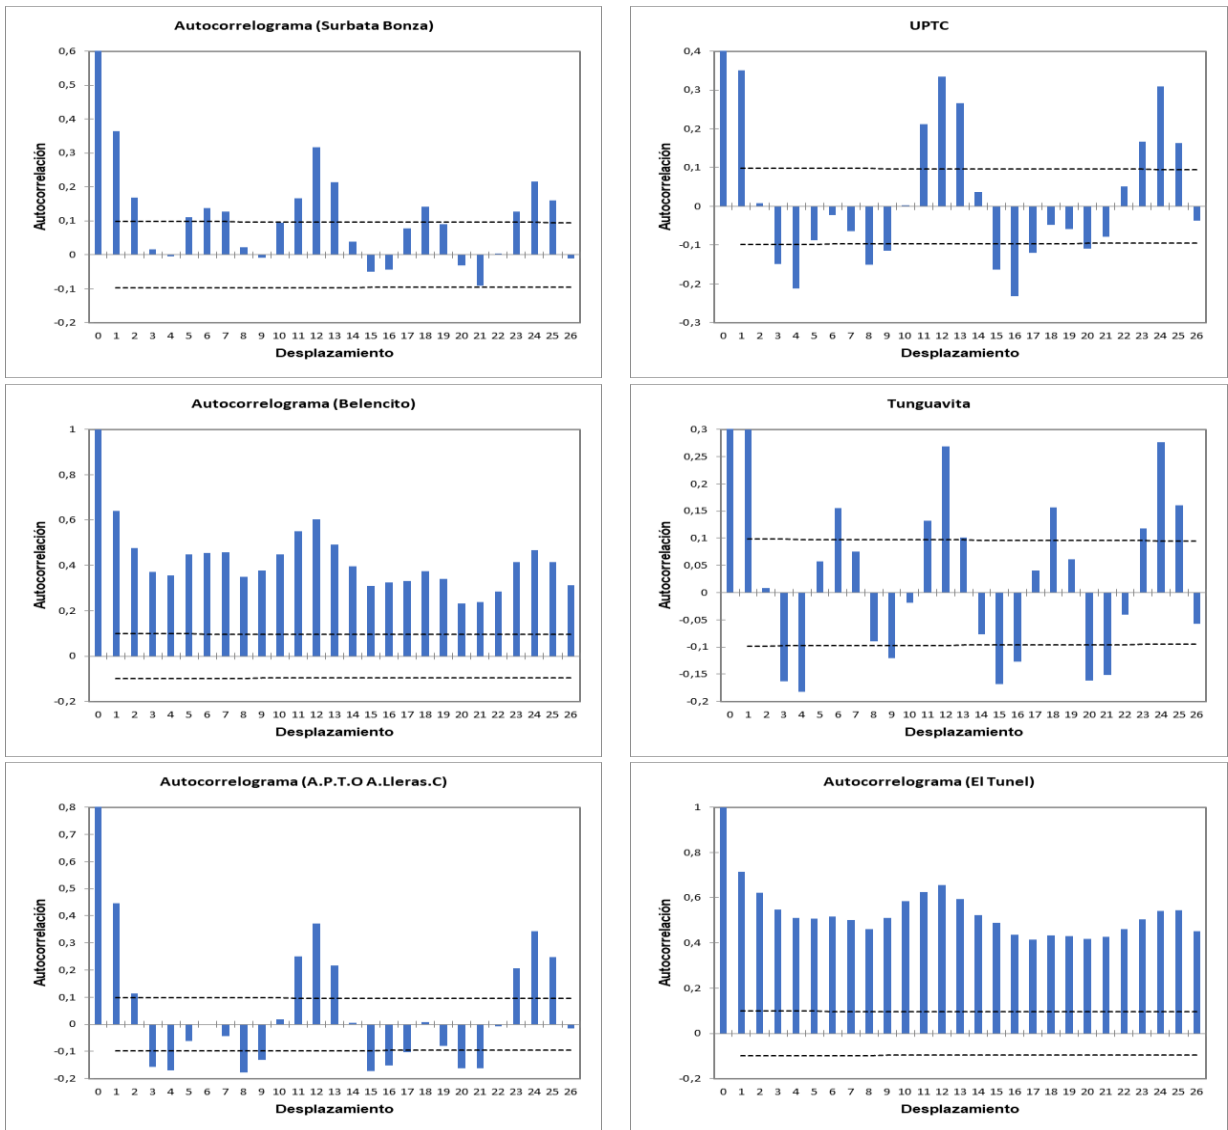 Autocorrelograma (Surbata Bonza)
0,6
0,5
0,4
0,3
0,2
0,1
0
-0,1
-0,2
Autocorrelación
0 1 2 3 4 5 6 7 8 9 10 11 12 13 14 15 16 17 18 19 20 21 22 23 24 25 26
Desplazamiento
UPTC
0,4
0,3
0,2
0,1
0
-0,1
-0,2
-0,3
Autocorrelación
0 1 2 3 4 5 6 7 8 9 10 11 12 13 14 15 16 17 18 19 20 21 22 23 24 25 26
Desplazamiento
Autocorrelograma (Belencito)
1
0,8
0,6
0,4
0,2
0
-0,2
Autocorrelación
0 1 2 3 4 5 6 7 8 9 10 11 12 13 14 15 16 17 18 19 20 21 22 23 24 25 26
Desplazamiento
Tunguavita
0,3
0,25
0,2
0,15
0,1
0,05
0
-0,05
-0,1
-0,15
-0,2
Autocorrelación
0 1 2 3 4 5 6 7 8 9 10 11 12 13 14 15 16 17 18 19 20 21 22 23 24 25 26
Desplazamiento
Autocorrelograma (A.P.T.O A.Lleras.C)
0,8
0,7
0,6
0,5
0,4
0,3
0,2
0,1
0
-0,1
-0,2
Autocorrelación
0 1 2 3 4 5 6 7 8 9 10 11 12 13 14 15 16 17 18 19 20 21 22 23 24 25 26
Desplazamiento
Autocorrelograma (El Tunel)
1
0,8
0,6
0,4
0,2
0
-0,2
Autocorrelación
0 1 2 3 4 5 6 7 8 9 10 11 12 13 14 15 16 17 18 19 20 21 22 23 24 25 26
Desplazamiento